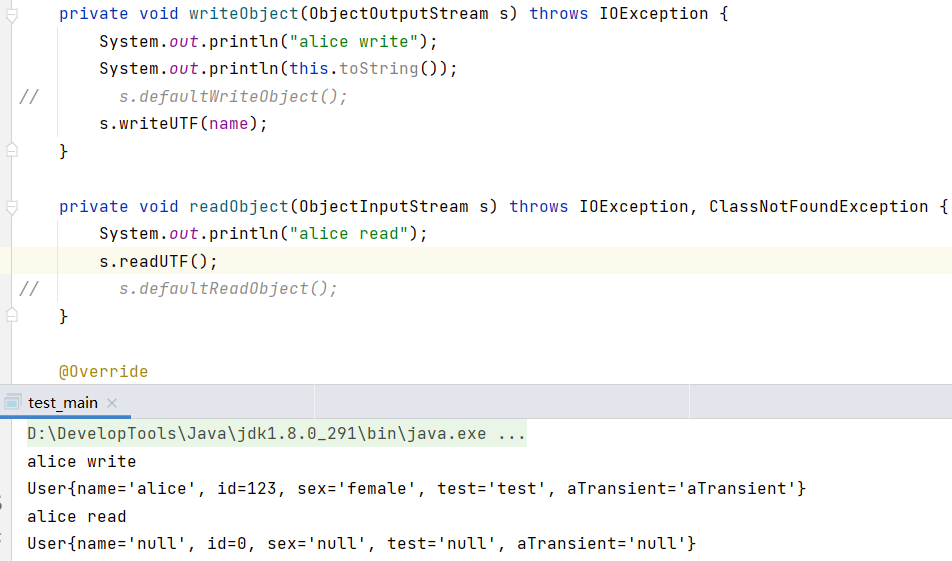 private void writeObject(ObjectOutputStream s) throws IOException {
System.out.println("alice write");
System.out.println(this.toString());
// s.defaultWriteObject();
s.writeUTF(name);
}
private void readObject(ObjectInputStream s) throws IOException, ClassNotFoundException {
System.out.println("alice read");
s.readUTF();
// s.defaultReadObject();
}
@Override
test_main ×
D:\DevelopTools\Java\jdk1.8.0_291\bin\java.exe ...
alice write
User{name='alice', id=123, sex='female', test='test', aTransient='aTransient'}
alice read
User{name='null', id=0, sex='null', test='null', aTransient='null'}